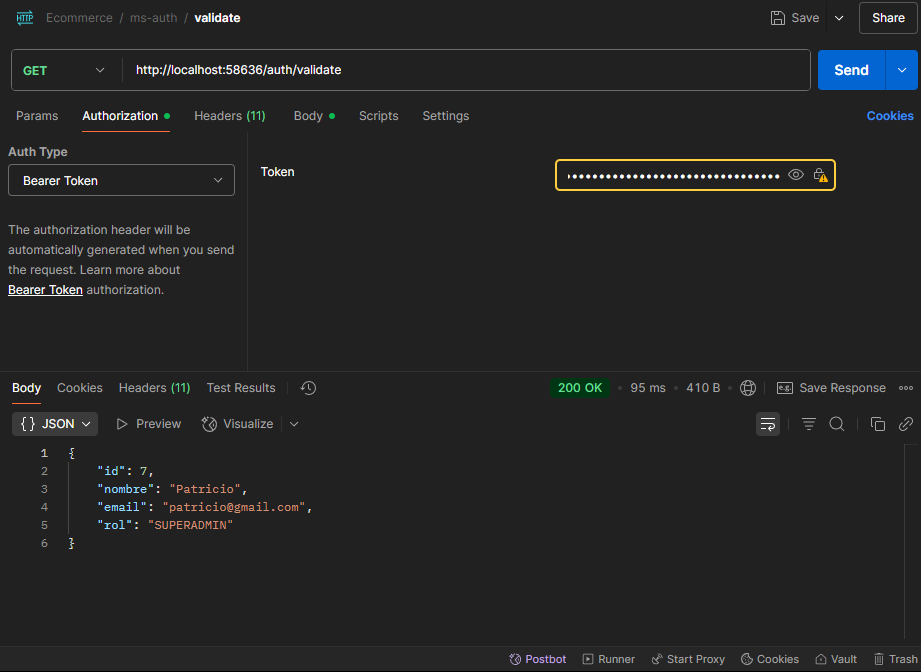 HTTP Ecommerce / ms-auth / validate Save Share
GET http://localhost:58636/auth/validate Send
Params Authorization Headers (11) Body Scripts Settings Cookies
Auth Type
Bearer Token
Token
The authorization header will be
automatically generated when you send
the request. Learn more about
Bearer Token authorization.
Body Cookies Headers (11) Test Results 200 OK 95 ms 410 B e.g. Save Response
{} JSON Preview Visualize
1 {
2 "id": 7,
3 "nombre": "Patricio",
4 "email": "patricio@gmail.com",
5 "rol": "SUPERADMIN"
6 }
Postbot Runner Start Proxy Cookies Vault Trash